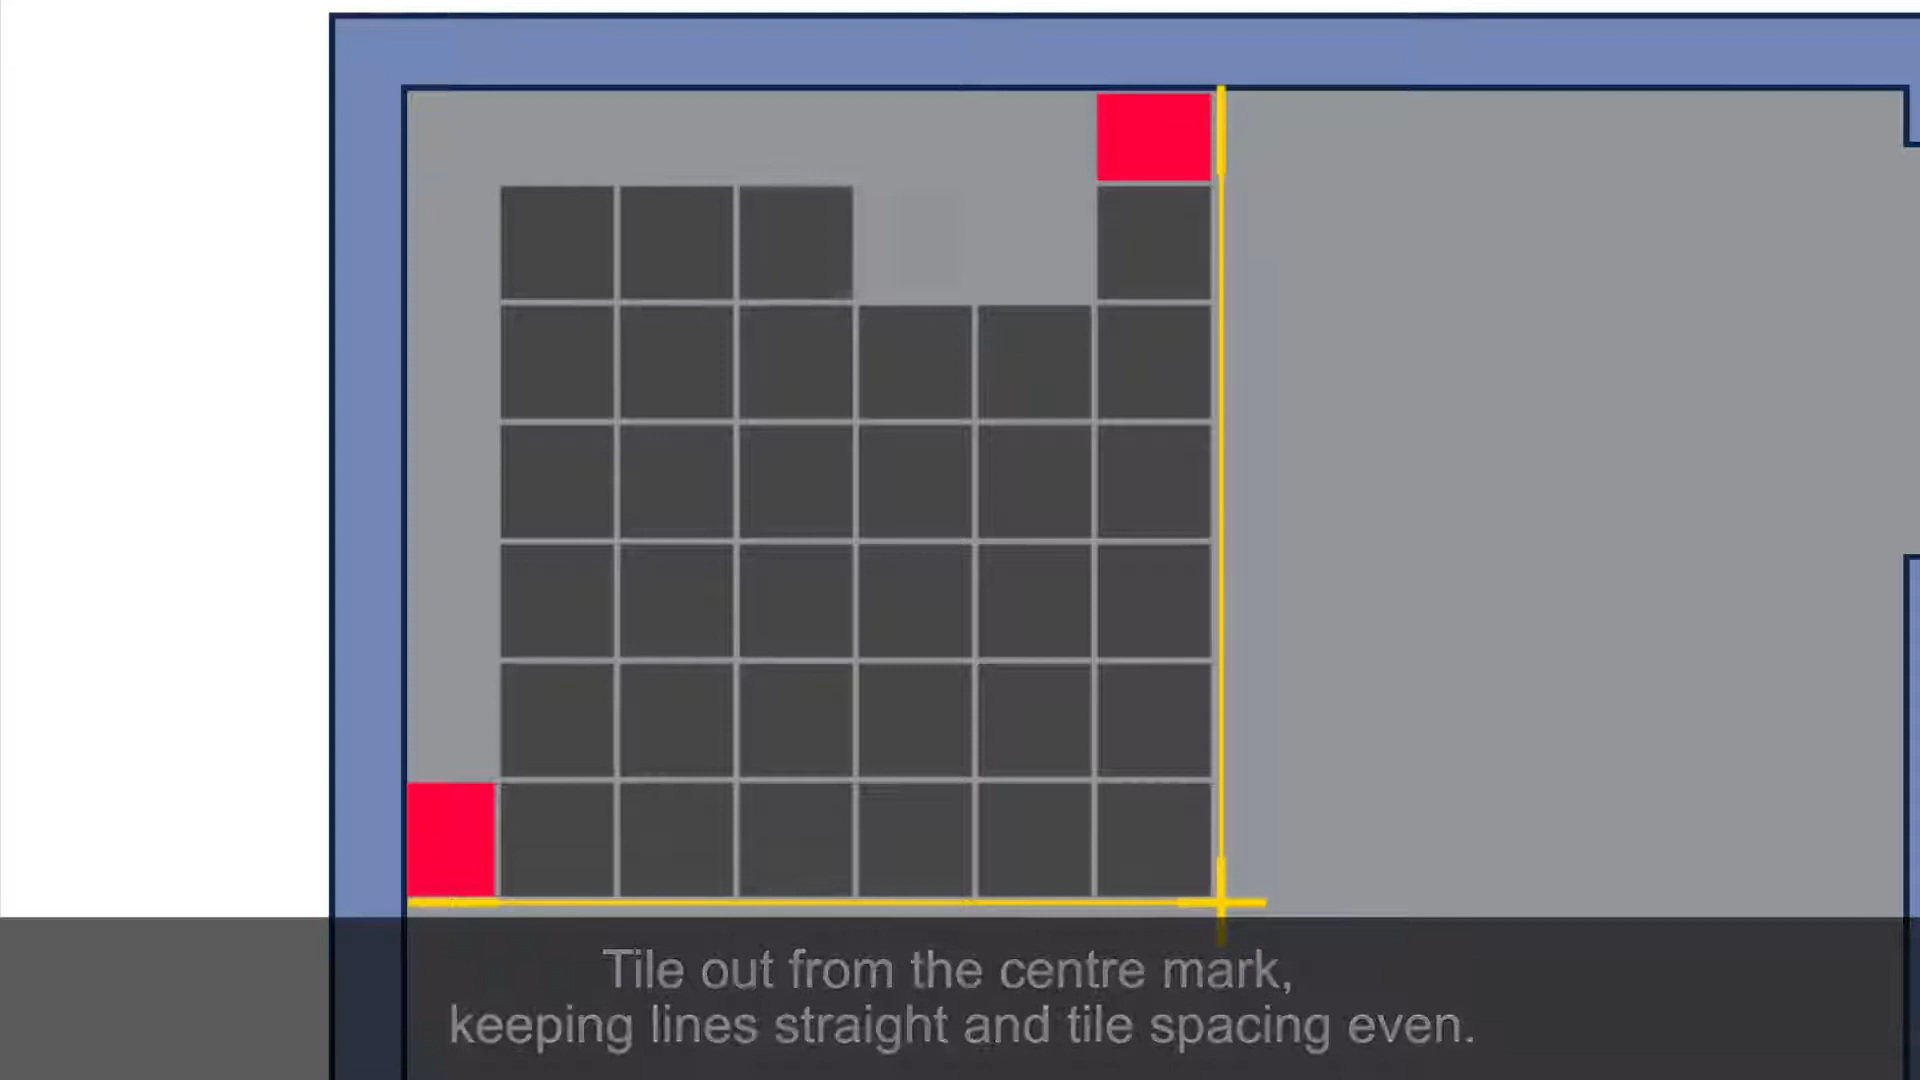 Tile out from the centre mark,
keeping lines straight and tile spacing even.